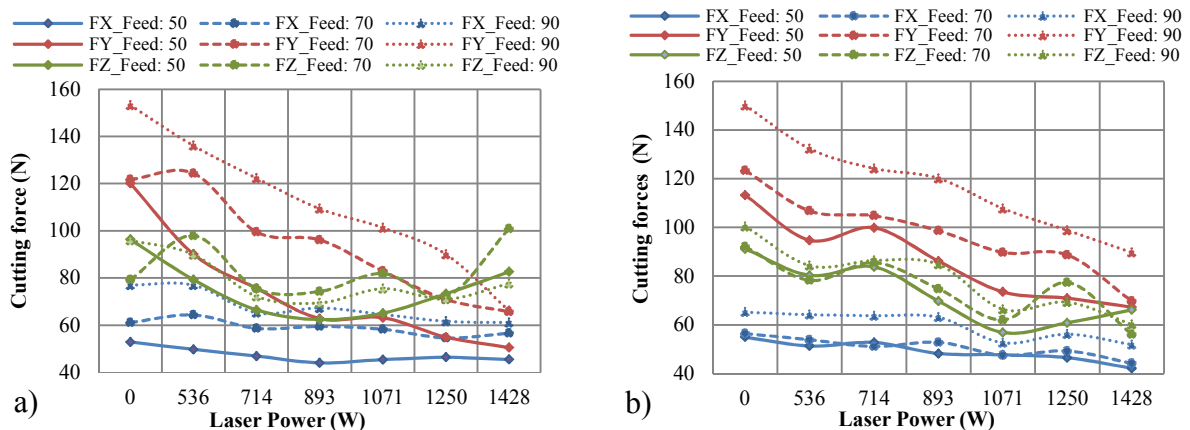 FX_Feed: 50 FX_Feed: 70 FX_Feed: 90
FY_Feed: 50 FY_Feed: 70 FY_Feed: 90
FZ_Feed: 50 FZ_Feed: 70 FZ_Feed: 90
160
140
120
100
80
60
40
Cutting force (N)
0 536 714 893 1071 1250 1428
Laser Power (W)
a)
FX_Feed: 50 FX_Feed: 70 FX_Feed: 90
FY_Feed: 50 FY_Feed: 70 FY_Feed: 90
FZ_Feed: 50 FZ_Feed: 70 FZ_Feed: 90
160
140
120
100
80
60
40
Cutting forces (N)
0 536 714 893 1071 1250 1428
Laser Power (W)
b)